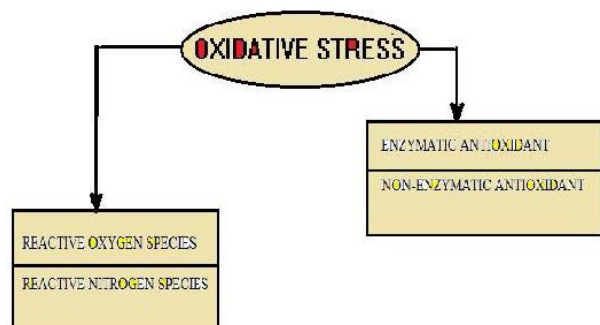 OXIDATIVE STRESS
ENZYMATIC ANTIOXIDANT
NON-ENZYMATIC ANTIOXIDANT
REACTIVE OXYGEN SPECIES
REACTIVE NITROGEN SPECIES